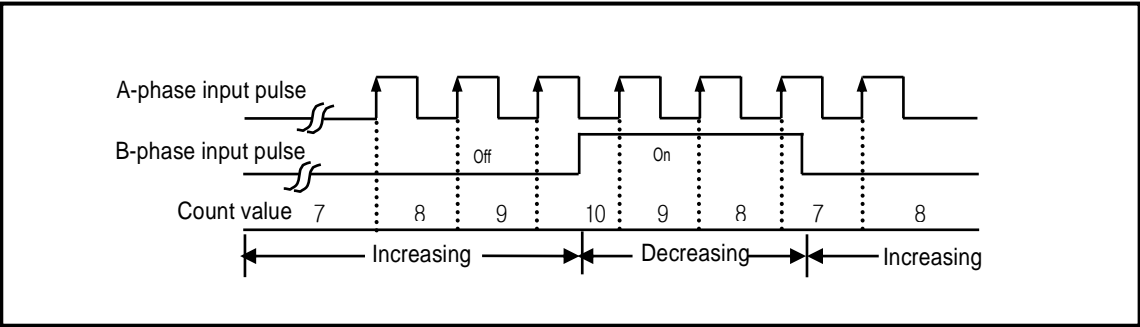 A-phase input pulse
B-phase input pulse
Off
On
Count value 7 8 9 10 9 8 7 8
Increasing Decreasing Increasing